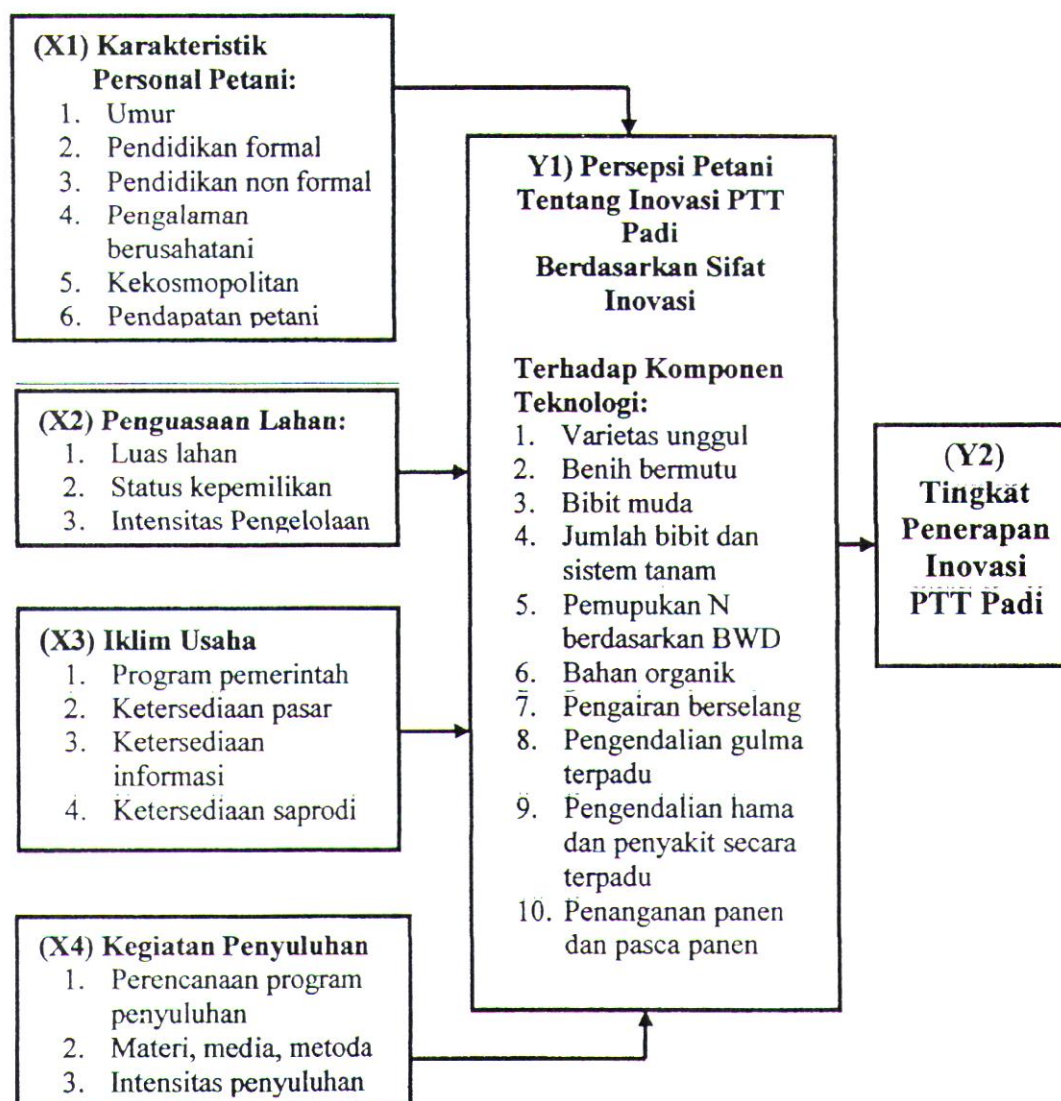 (X1) Karakteristik
Personal Petani:
1. Umur
2. Pendidikan formal
3. Pendidikan non formal
4. Pengalaman
berusahatani
5. Kekosmopolitan
6. Pendapatan petani
(X2) Penguasaan Lahan:
1. Luas lahan
2. Status kepemilikan
3. Intensitas Pengelolaan
(X3) Iklim Usaha
1. Program pemerintah
2. Ketersediaan pasar
3. Ketersediaan
informasi
4. Ketersediaan saprodi
(X4) Kegiatan Penyuluhan
1. Perencanaan program
penyuluhan
2. Materi, media, metoda
3. Intensitas penyuluhan
Y1) Persepsi Petani
Tentang Inovasi PTT
Padi
Berdasarkan Sifat
Inovasi
Terhadap Komponen
Teknologi:
1. Varietas unggul
2. Benih bermutu
3. Bibit muda
4. Jumlah bibit dan
sistem tanam
5. Pemupukan N
berdasarkan BWD
6. Bahan organik
7. Pengairan berselang
8. Pengendalian gulma
terpadu
9. Pengendalian hama
dan penyakit secara
terpadu
10. Penanganan panen
dan pasca panen
(Y2)
Tingkat
Penerapan
Inovasi
PTT Padi